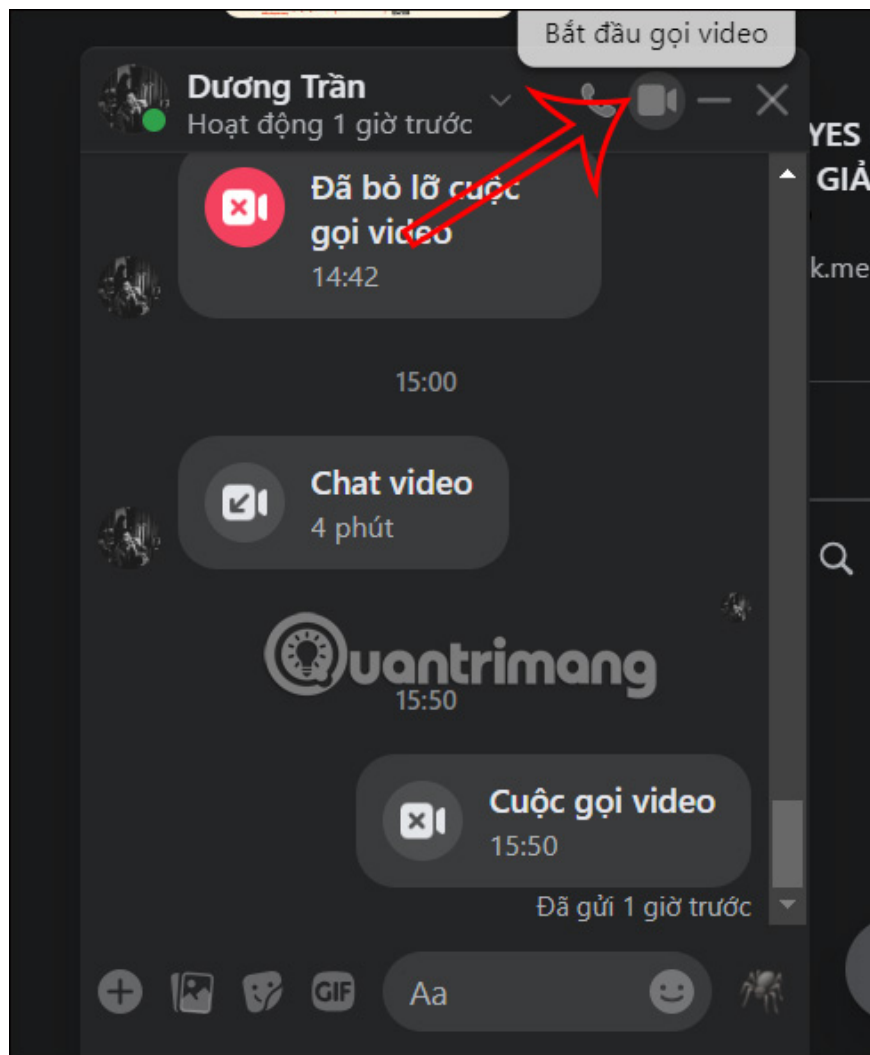 Bắt đầu gọi video
Dương Trần
Hoạt động 1 giờ trước
YES
GIẢ
Đã bỏ lỡ cuộc
gọi video
14:42
k.me
15:00
Chat video
4 phút
Quantrimang
15:50
Cuộc gọi video
15:50
Đã gửi 1 giờ trước
GIF
Aa